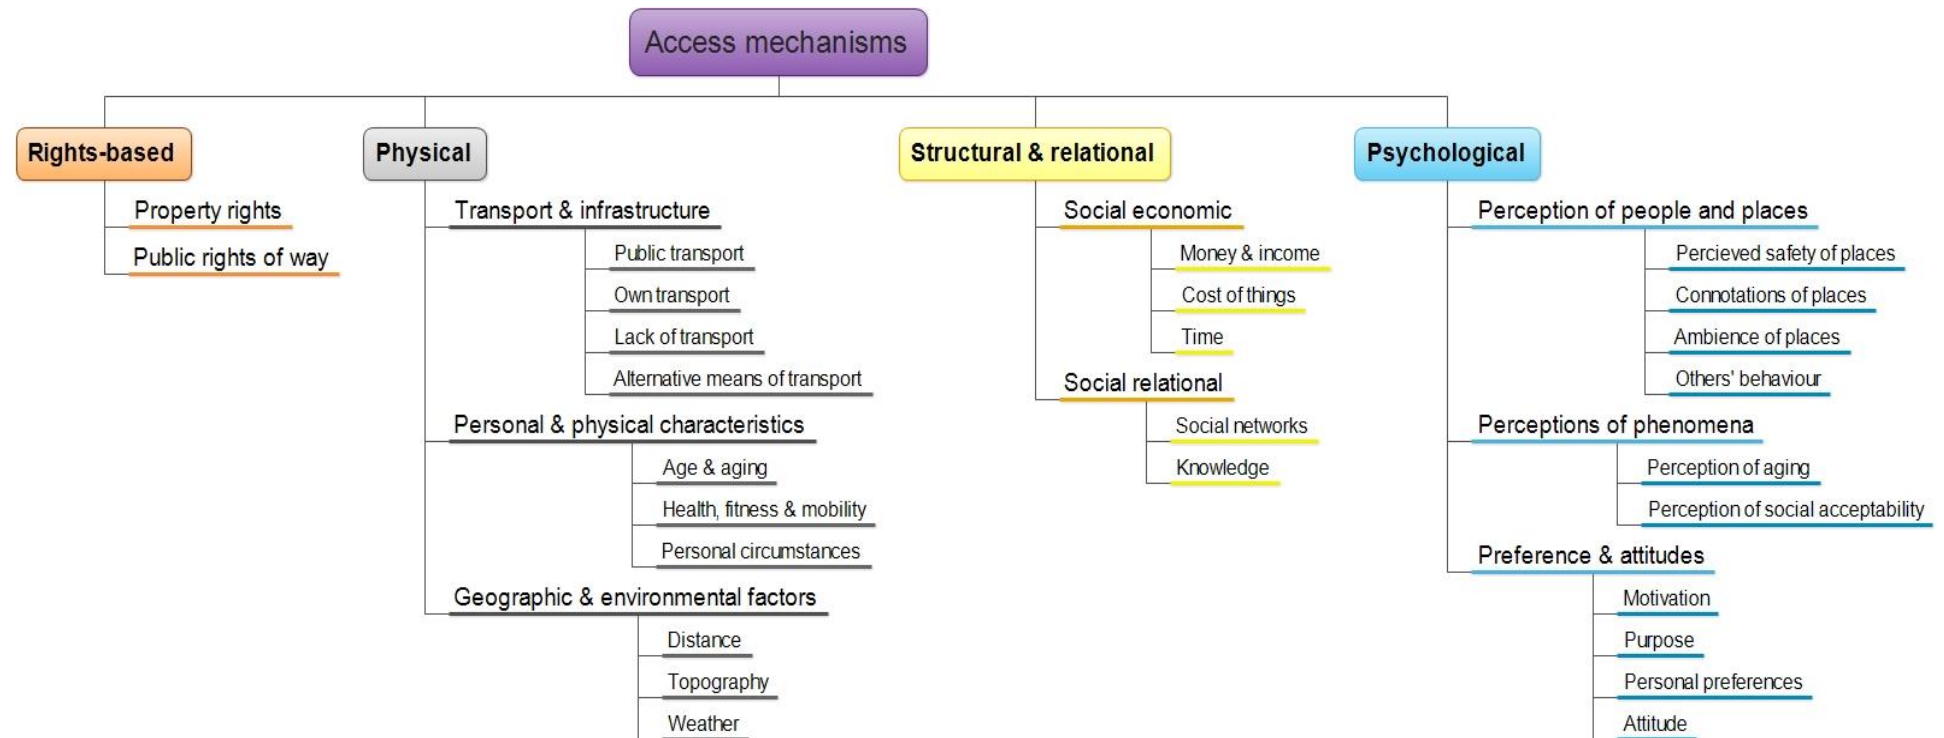 Access mechanisms
Rights-based
Property rights
Public rights of way
Physical
Transport & infrastructure
Public transport
Own transport
Lack of transport
Alternative means of transport
Personal & physical characteristics
Age & aging
Health, fitness & mobility
Personal circumstances
Geographic & environmental factors
Distance
Topography
Weather
Structural & relational
Social economic
Money & income
Cost of things
Time
Social relational
Social networks
Knowledge
Psychological
Perception of people and places
Percieved safety of places
Connotations of places
Ambience of places
Others' behaviour
Perceptions of phenomena
Perception of aging
Perception of social acceptability
Preference & attitudes
Motivation
Purpose
Personal preferences
Attitude